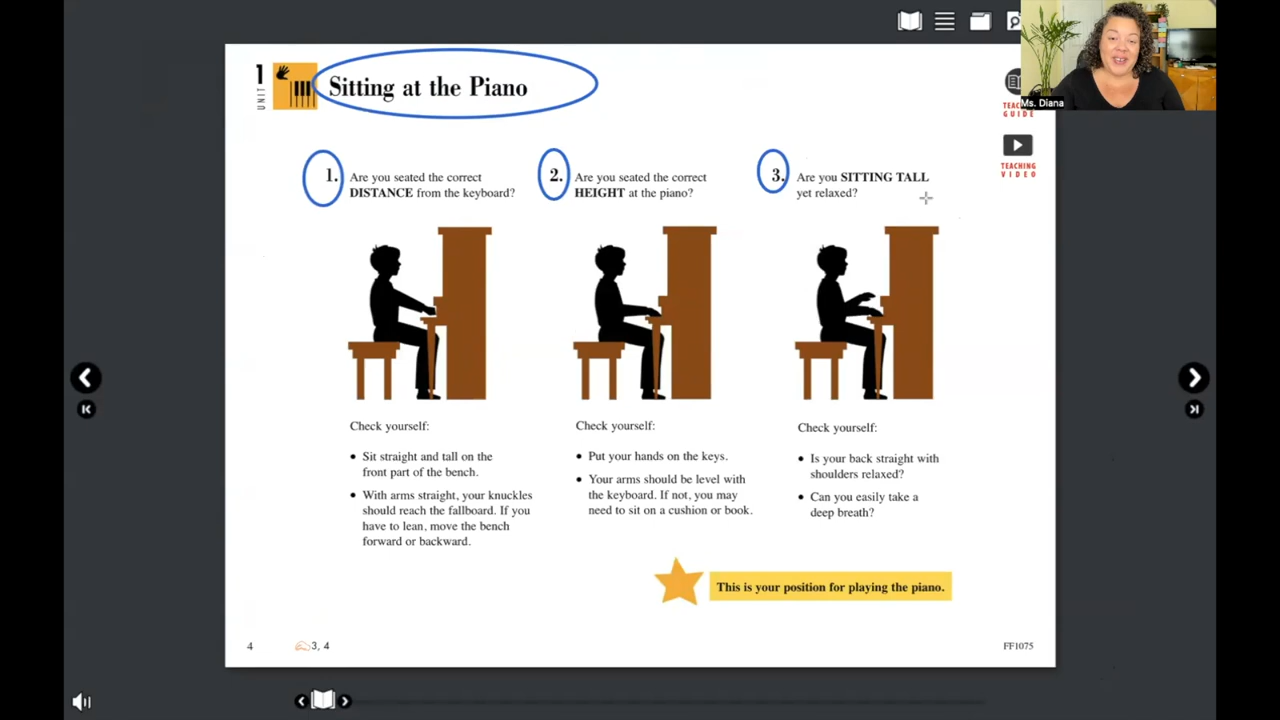 UNIT 1
Sitting at the Piano
Ms. Diana
TEACHING VIDEO
1. Are you seated the correct
DISTANCE from the keyboard?
Check yourself:
• Sit straight and tall on the
front part of the bench.
• With arms straight, your knuckles
should reach the fallboard. If you
have to lean, move the bench
forward or backward.
2. Are you seated the correct
HEIGHT at the piano?
Check yourself:
• Put your hands on the keys.
• Your arms should be level with
the keyboard. If not, you may
need to sit on a cushion or book.
3. Are you SITTING TALL
yet relaxed?
Check yourself:
• Is your back straight with
shoulders relaxed?
• Can you easily take a
deep breath?
This is your position for playing the piano.
4
3, 4
FF1075